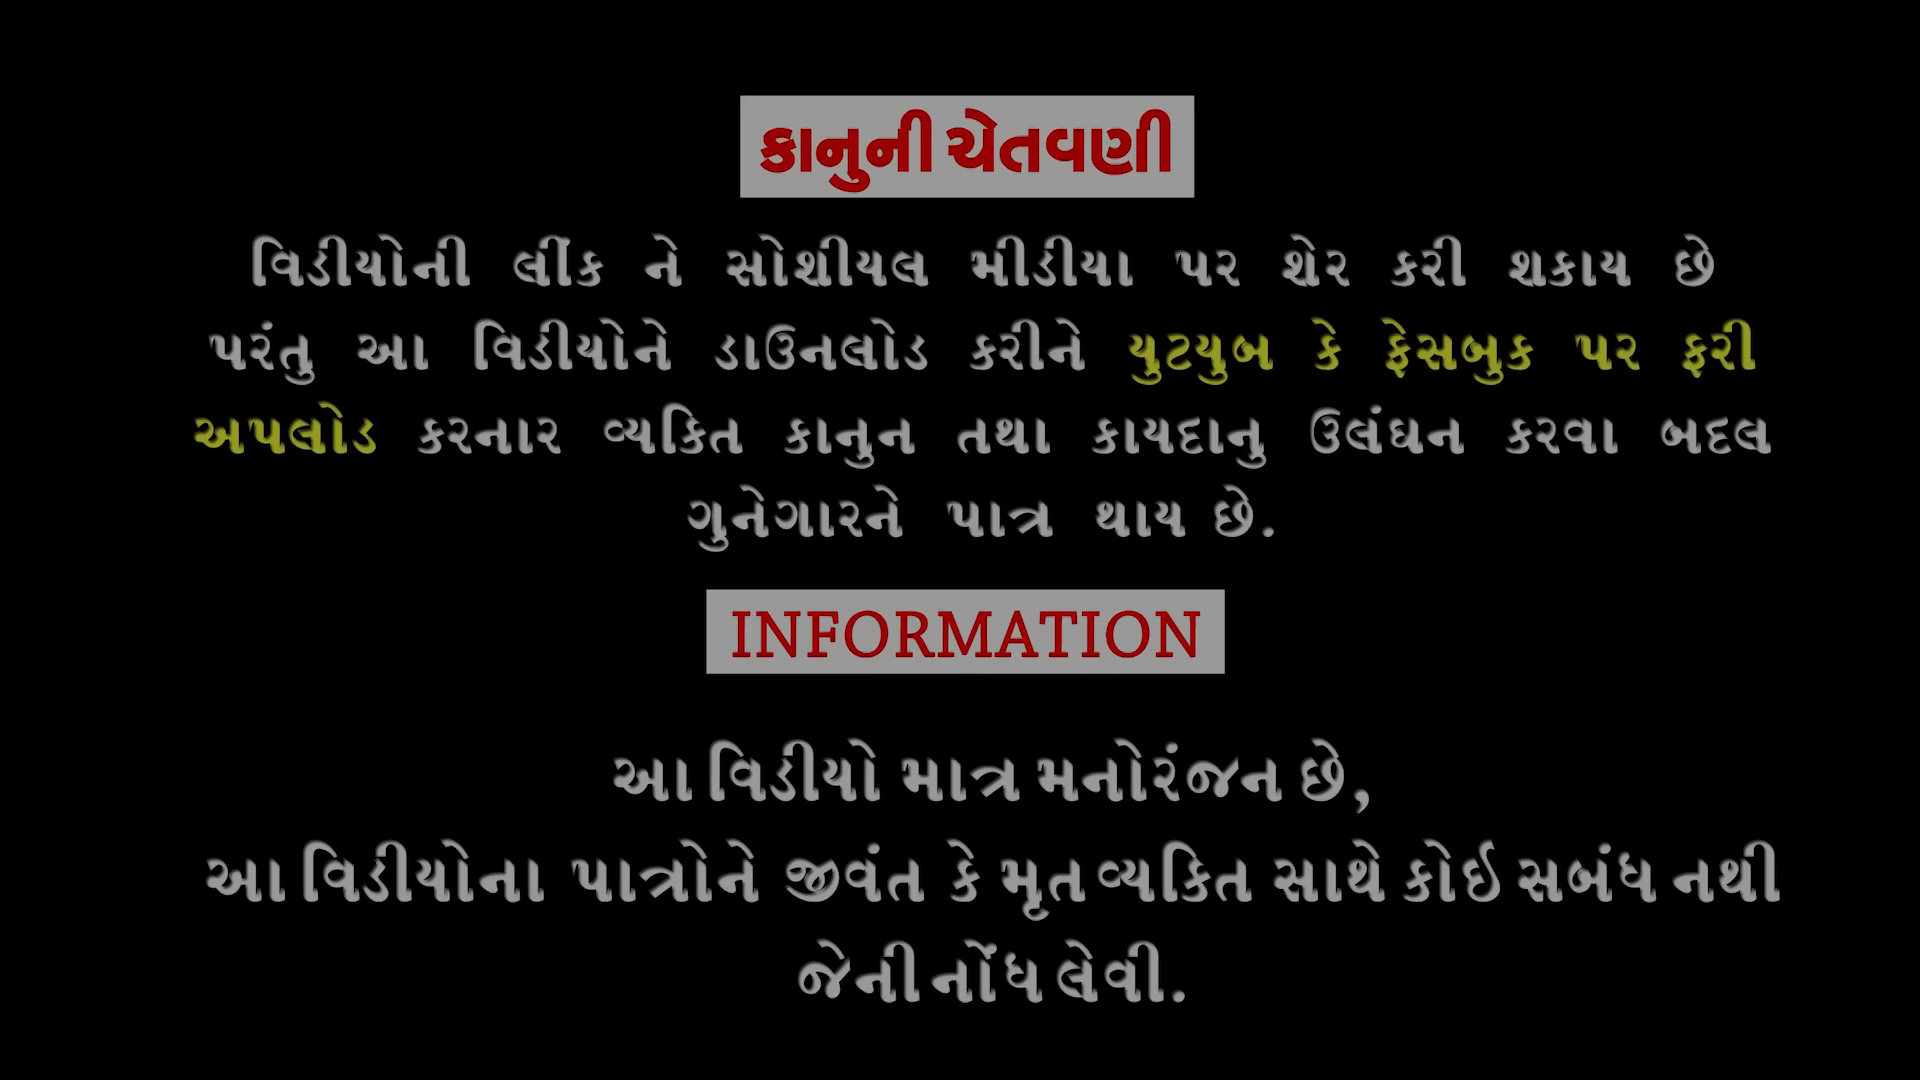 કાનુની ચેતવણી
વિડીયોની લીંક ને સોશીયલ મીડીયા પર શેર કરી શકાય છે
પરંતુ આ વિડીયોને ડાઉનલોડ કરીને યુટયુબ કે ફેસબુક પર ફરી
અપલોડ કરનાર વ્યકિત કાનુન તથા કાયદાનુ ઉલંઘન કરવા બદલ
ગુનેગારને પાત્ર થાય છે.
INFORMATION
આ વિડીયો માત્ર મનોરંજન છે,
આ વિડીયોના પાત્રોને જીવંત કે મૃત વ્યકિત સાથે કોઈ સબંધ નથી
જેની નોંધ લેવી.